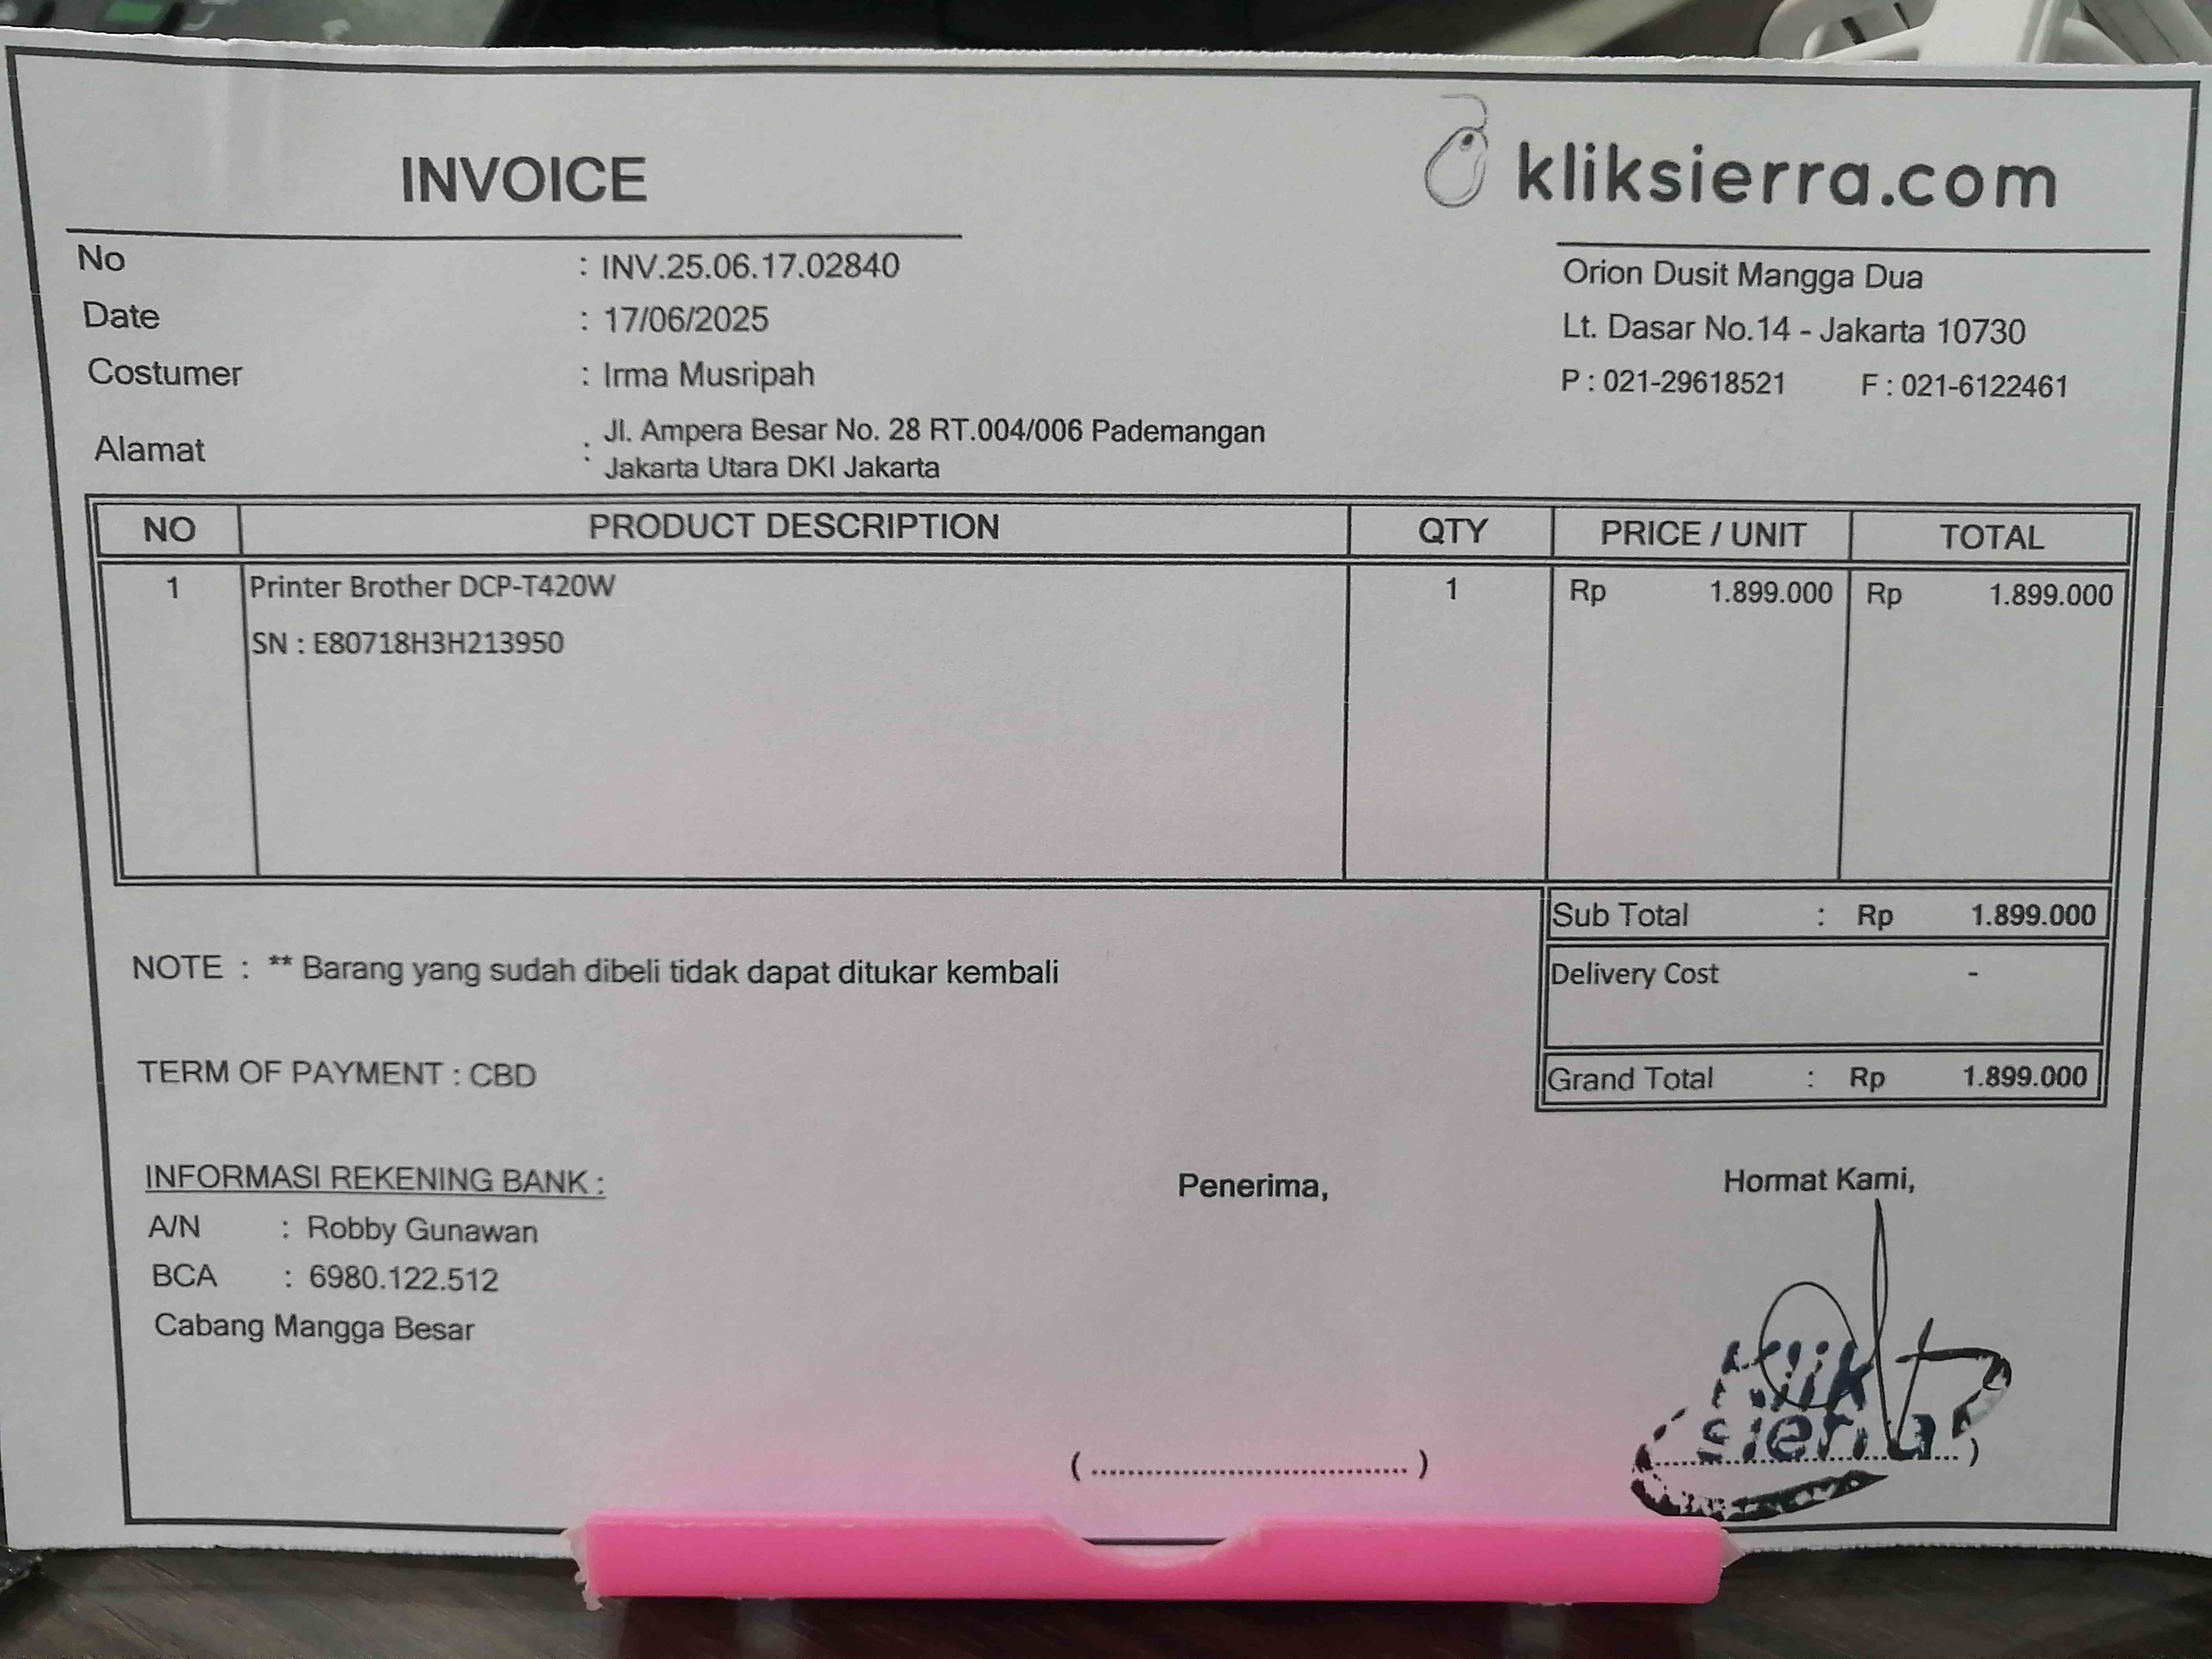 INVOICE
kliksierra.com
No : INV.25.06.17.02840
Date : 17/06/2025
Costumer : Irma Musripah
Alamat : Jl. Ampera Besar No. 28 RT.004/006 Pademangan
Jakarta Utara DKI Jakarta
Orion Dusit Mangga Dua
Lt. Dasar No.14 - Jakarta 10730
P : 021-29618521 F : 021-6122461
NO PRODUCT DESCRIPTION QTY PRICE / UNIT TOTAL
1 Printer Brother DCP-T420W 1 Rp 1.899.000 Rp 1.899.000
SN : E80718H3H213950
Sub Total : Rp 1.899.000
NOTE : ** Barang yang sudah dibeli tidak dapat ditukar kembali
Delivery Cost -
TERM OF PAYMENT : CBD
Grand Total : Rp 1.899.000
INFORMASI REKENING BANK :
A/N : Robby Gunawan
BCA : 6980.122.512
Cabang Mangga Besar
Penerima,
( .................................. )
Hormat Kami,
Klik
sierra